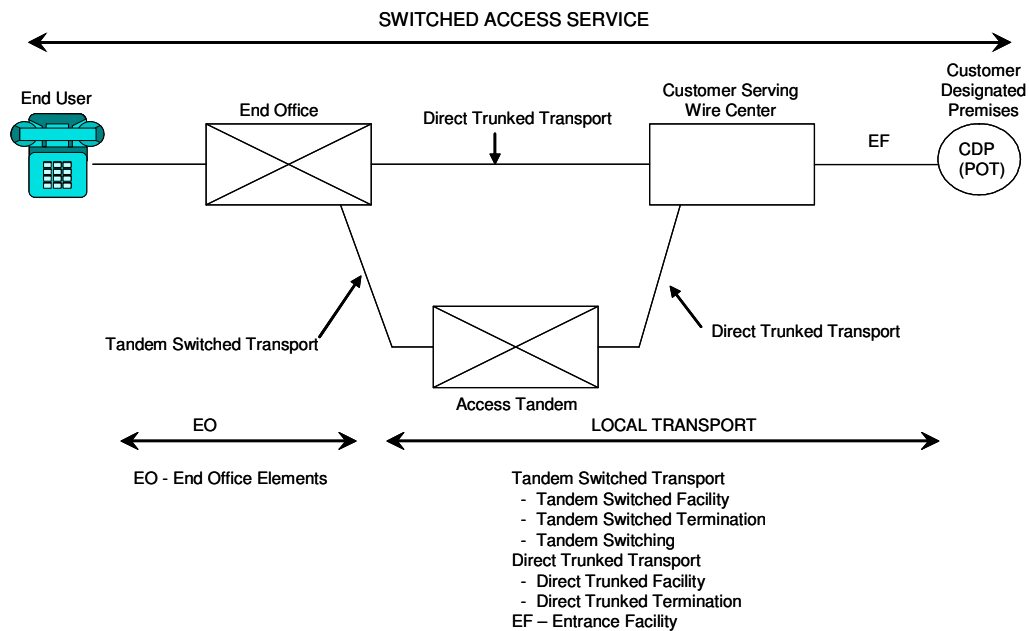 SWITCHED ACCESS SERVICE
End User
End Office
Direct Trunked Transport
Customer Serving
Wire Center
EF
Customer
Designated
Premises
CDP
(POT)
Tandem Switched Transport
Direct Trunked Transport
Access Tandem
EO
LOCAL TRANSPORT
EO - End Office Elements
Tandem Switched Transport
- Tandem Switched Facility
- Tandem Switched Termination
- Tandem Switching
Direct Trunked Transport
- Direct Trunked Facility
- Direct Trunked Termination
EF – Entrance Facility